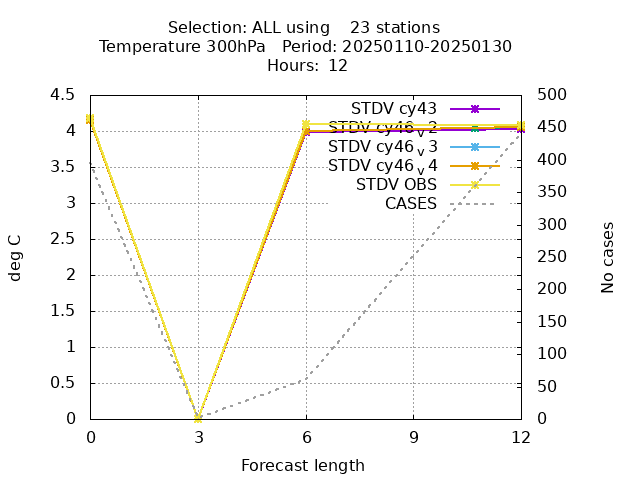 Selection: ALL using 23 stations
Temperature 300hPa Period: 20250110-20250130
Hours: 12
4.5
4
3.5
3
2.5
2
1.5
1
0.5
0
500
450
400
350
300
250
200
150
100
50
0
STDV cy43
STDV cy46 v 2
STDV cy46 v 3
STDV cy46 v 4
STDV OBS
CASES
deg C
No cases
0 3 6 9 12
Forecast length